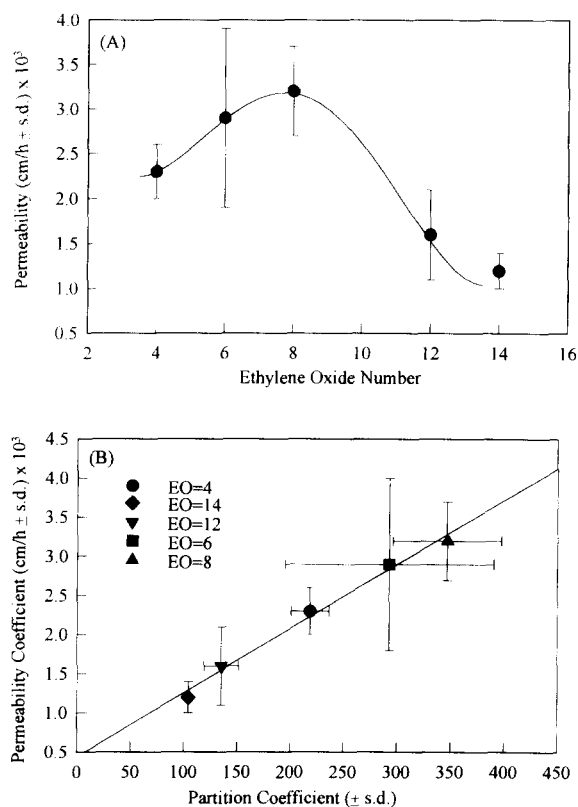 (A)
Permeability (cm/h ± s.d.) x 10³
4.0
3.5
3.0
2.5
2.0
1.5
1.0
0.5
2 4 6 8 10 12 14 16
Ethylene Oxide Number
(B)
Permeability Coefficient (cm/h ± s.d.) x 10³
4.5
4.0
3.5
3.0
2.5
2.0
1.5
1.0
0.5
EO=4
EO=14
EO=12
EO=6
EO=8
0 50 100 150 200 250 300 350 400 450
Partition Coefficient (± s.d.)